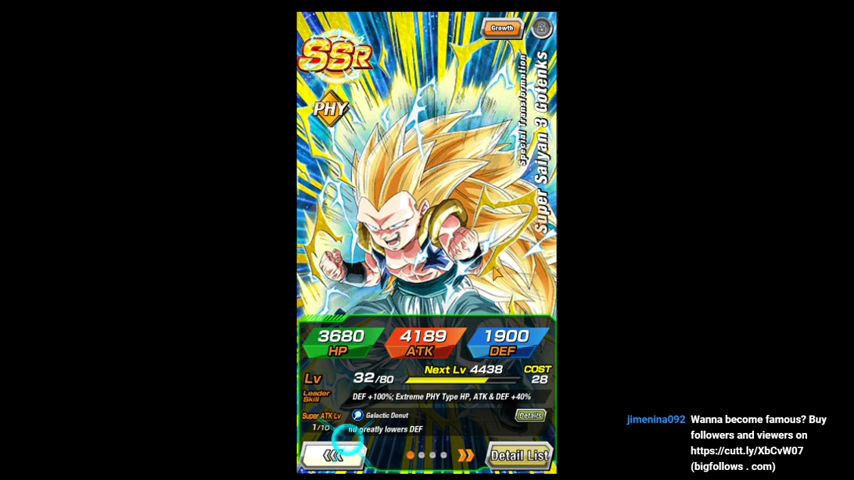 Growth
SSR
PHY
Special Transformation
Super Saiyan 3 Gotenks
3680 HP
4189 ATK
1900 DEF
Lv 32/80
Next Lv 4438
COST 28
Leader Skill
DEF +100%; Extreme PHY Type HP, ATK & DEF +40%
Super ATK Lv 1/10
Galactic Donut
Details
greatly lowers DEF
Detail List
jimenina092 Wanna become famous? Buy
followers and viewers on
https://cutt.ly/XbCvW07
(bigfollows . com)